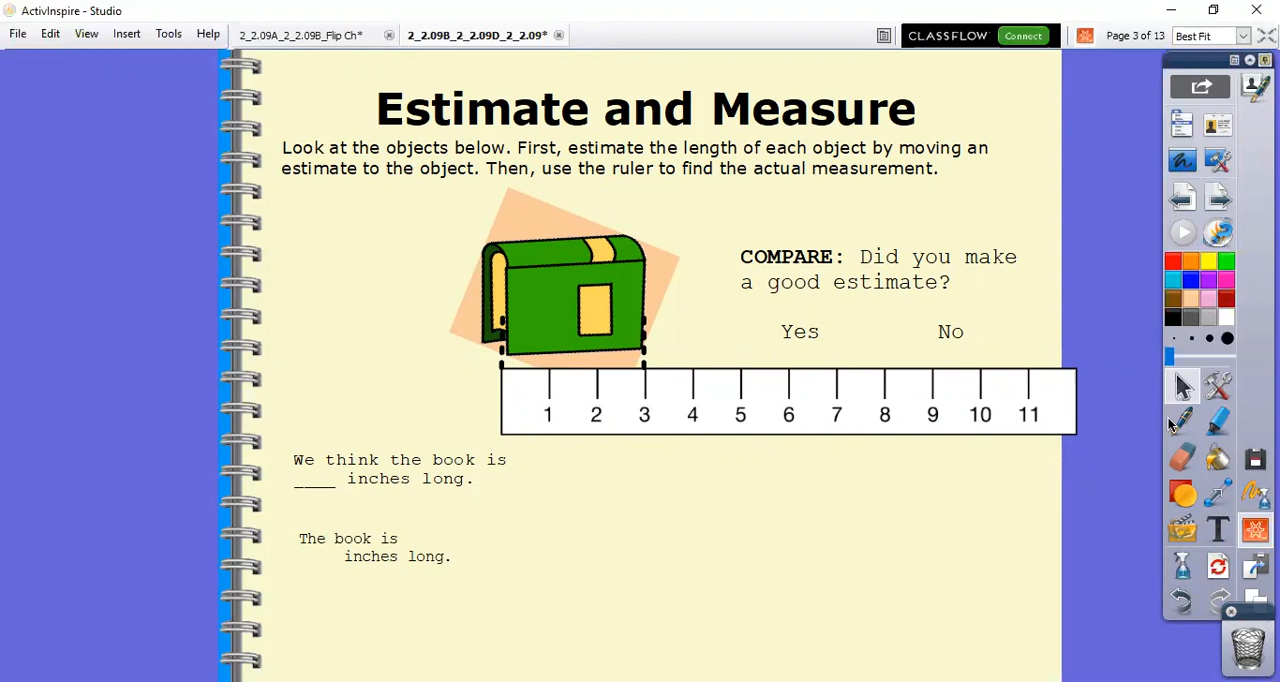 ActivInspire - Studio
File Edit View Insert Tools Help
2_2.09A_2_2.09B_Flip Ch*
2_2.09B_2_2.09D_2_2.09*
CLASSFLOW Connect
Page 3 of 13
Best Fit
Estimate and Measure
Look at the objects below. First, estimate the length of each object by moving an
estimate to the object. Then, use the ruler to find the actual measurement.
COMPARE: Did you make
a good estimate?
Yes No
1 2 3 4 5 6 7 8 9 10 11
We think the book is
____ inches long.
The book is
inches long.
T